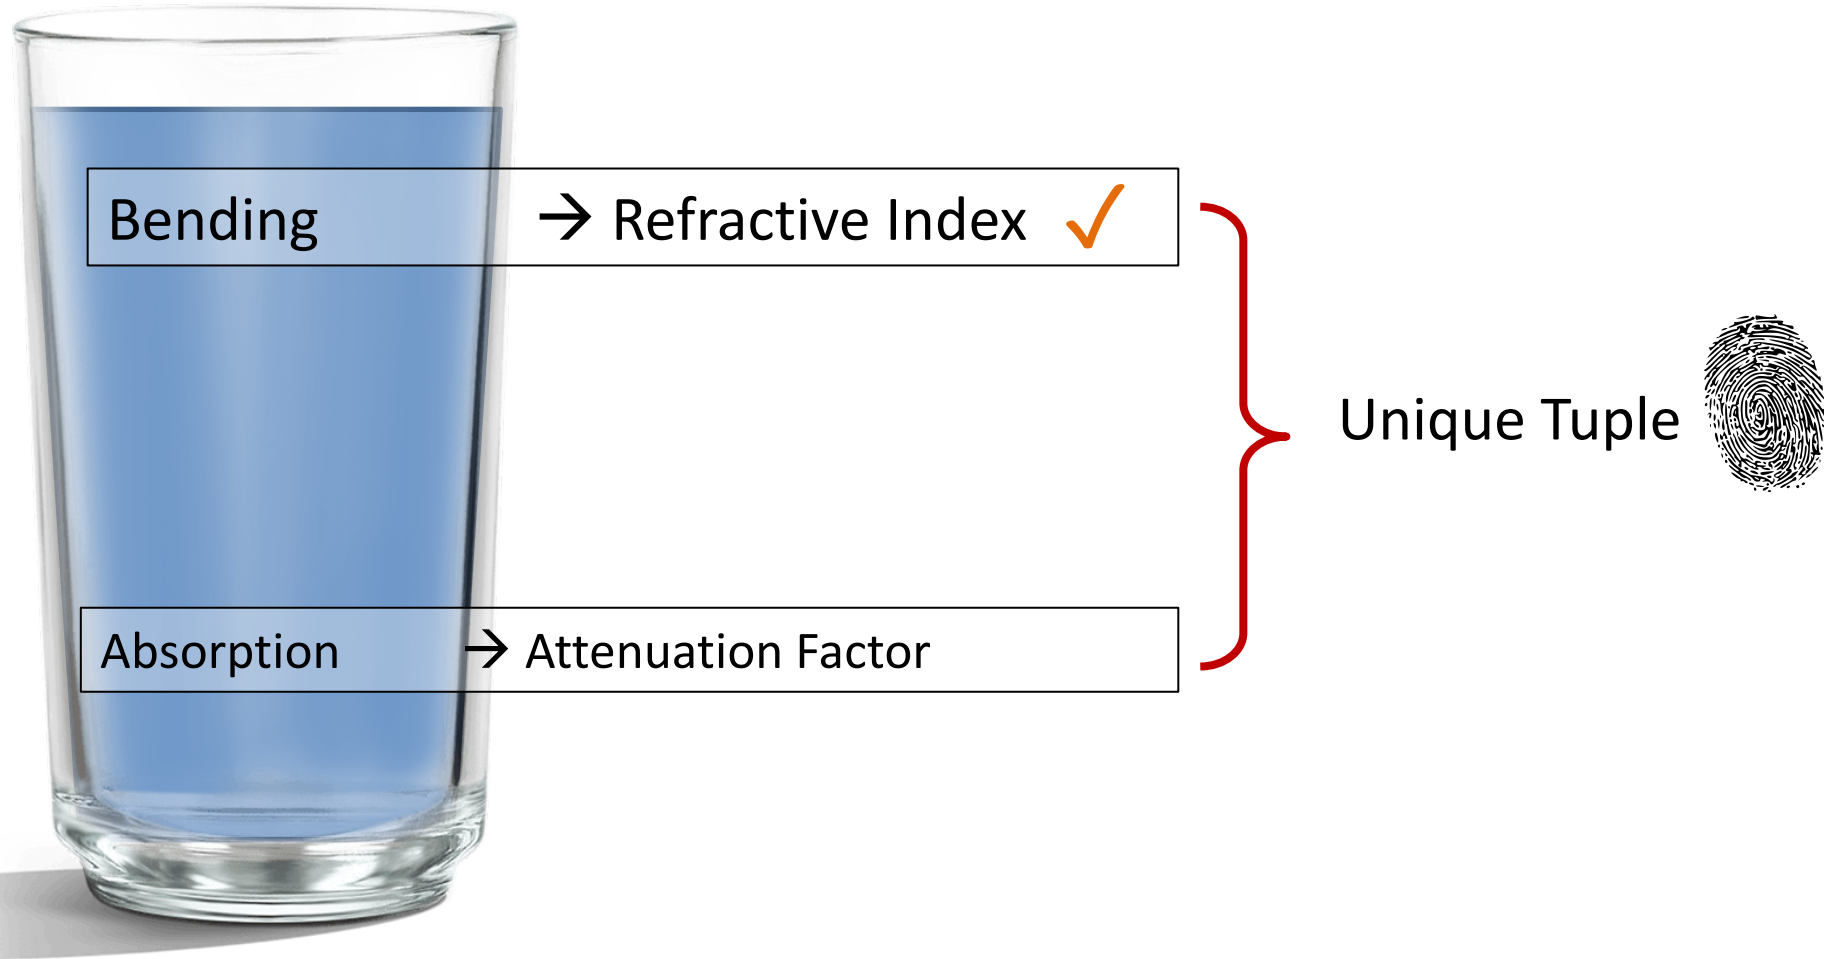 Bending → Refractive Index ✓
Unique Tuple
Absorption → Attenuation Factor